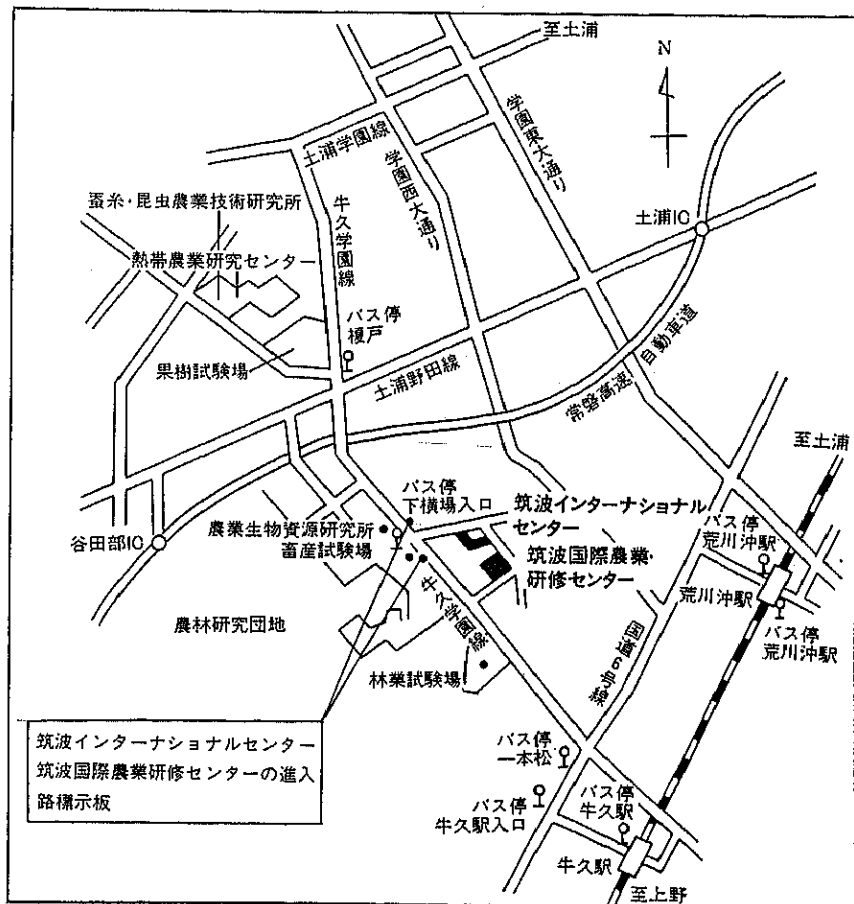 至土浦
N
学園東大通り
土浦学園線
学園西大通り
蚕糸・昆虫農業技術研究所
牛久学園線
土浦IC
熱帯農業研究センター
バス停
榎戸
果樹試験場
土浦野田線
常磐高速自動車道
至土浦
バス停
下横場入口
筑波インターナショナル
センター
バス停
荒川沖駅
谷田部IC
農業生物資源研究所
畜産試験場
筑波国際農業・
研修センター
荒川沖駅
牛久学園線
農林研究団地
国道6号線
バス停
荒川沖駅
林業試験場
筑波インターナショナルセンター
筑波国際農業研修センターの進入
路標示板
バス停
一本松
バス停
牛久駅入口
バス停
牛久駅
牛久駅
至上野